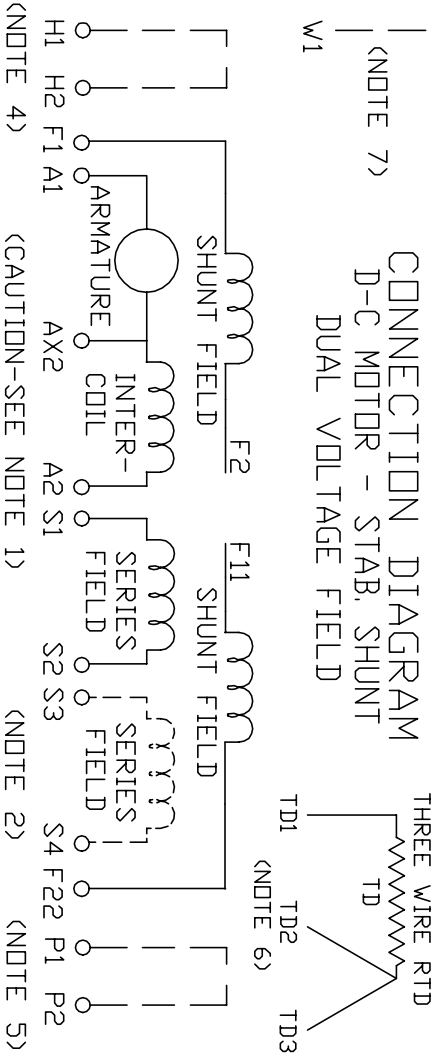 CONNECTION DIAGRAM
D-C MOTOR - STAB. SHUNT
DUAL VOLTAGE FIELD
W1
(NOTE 7)
THREE WIRE RTD
TD
TD1 TD2 TD3
(NOTE 6)
F2 F11
SHUNT FIELD SHUNT FIELD
ARMATURE
INTER-
COIL
SERIES
FIELD
SERIES
FIELD
H1 H2 F1 A1 AX2 A2 S1 S2 S3 S4 F22 P1 P2
(NOTE 4) (CAUTION-SEE NOTE 1) (NOTE 2) (NOTE 5)